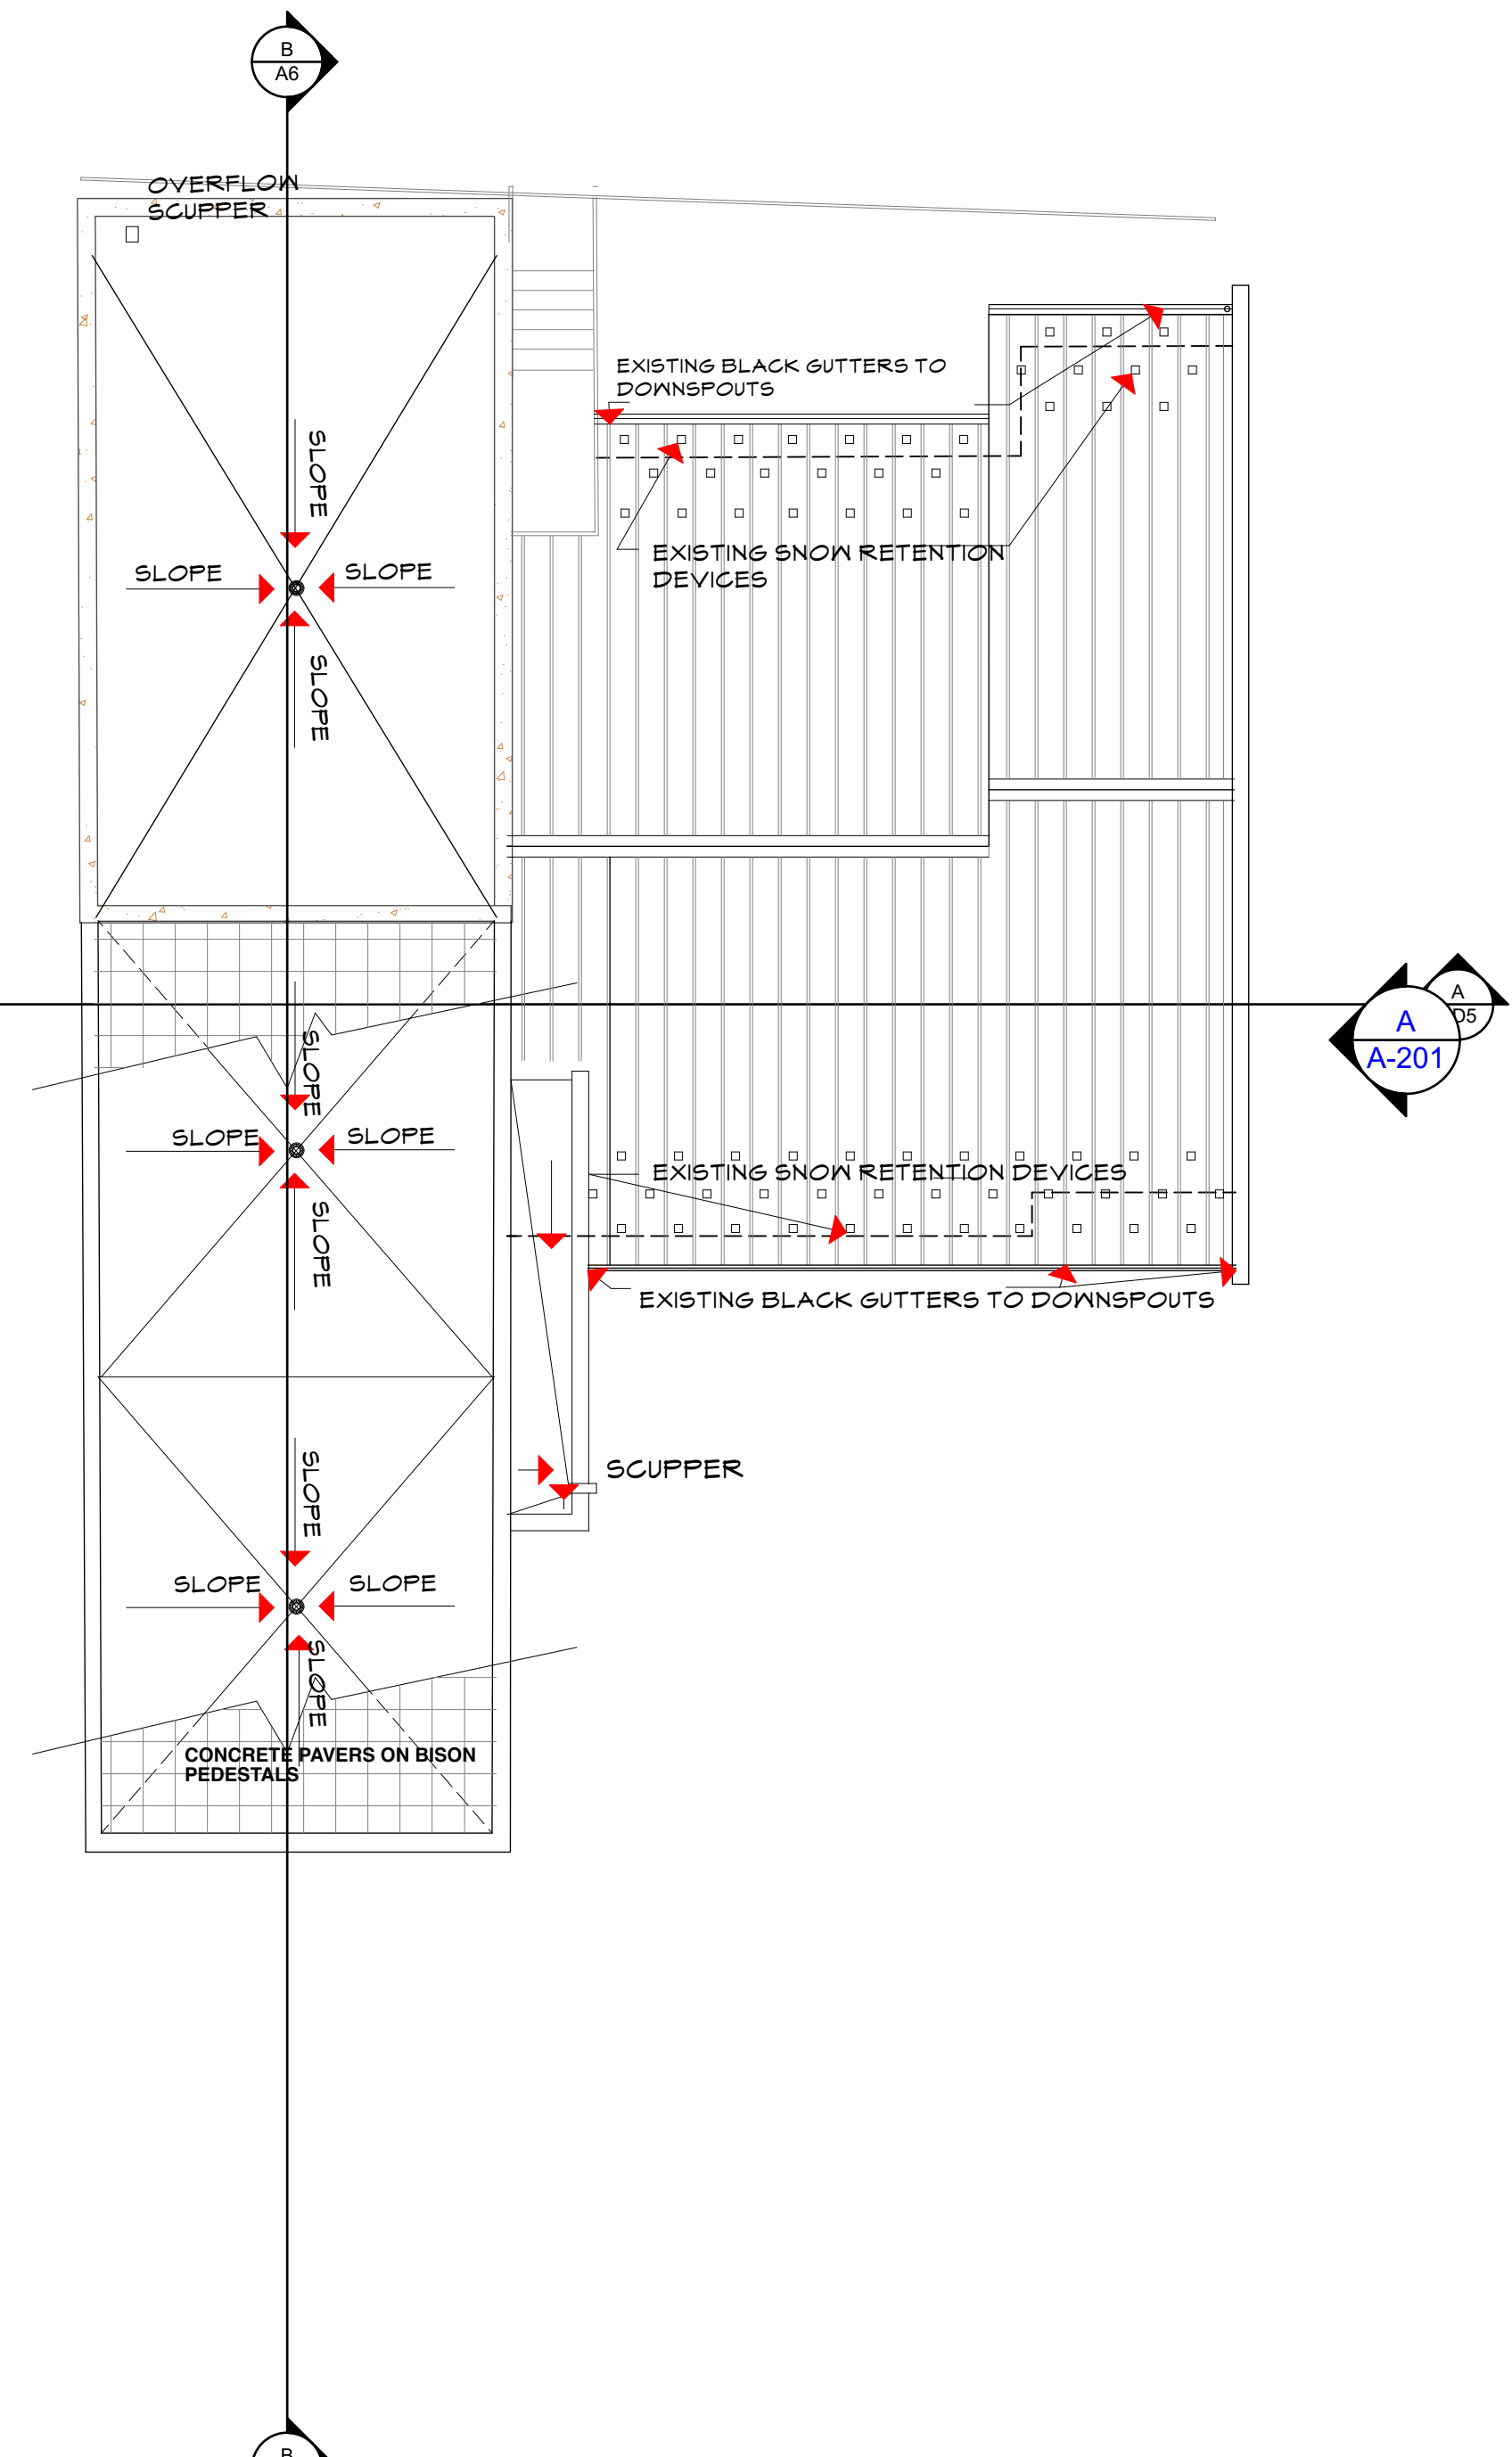 B
A6
OVERFLOW
SCUPPER
EXISTING BLACK GUTTERS TO
DOWNSPOUTS
SLOPE
EXISTING SNOW RETENTION
DEVICES
SLOPE
SLOPE
SLOPE
A
D5
A
A-201
SLOPE
SLOPE
SLOPE
EXISTING SNOW RETENTION DEVICES
SLOPE
EXISTING BLACK GUTTERS TO DOWNSPOUTS
SCUPPER
SLOPE
SLOPE
SLOPE
SLOPE
CONCRETE PAVERS ON BISON
PEDESTALS
B